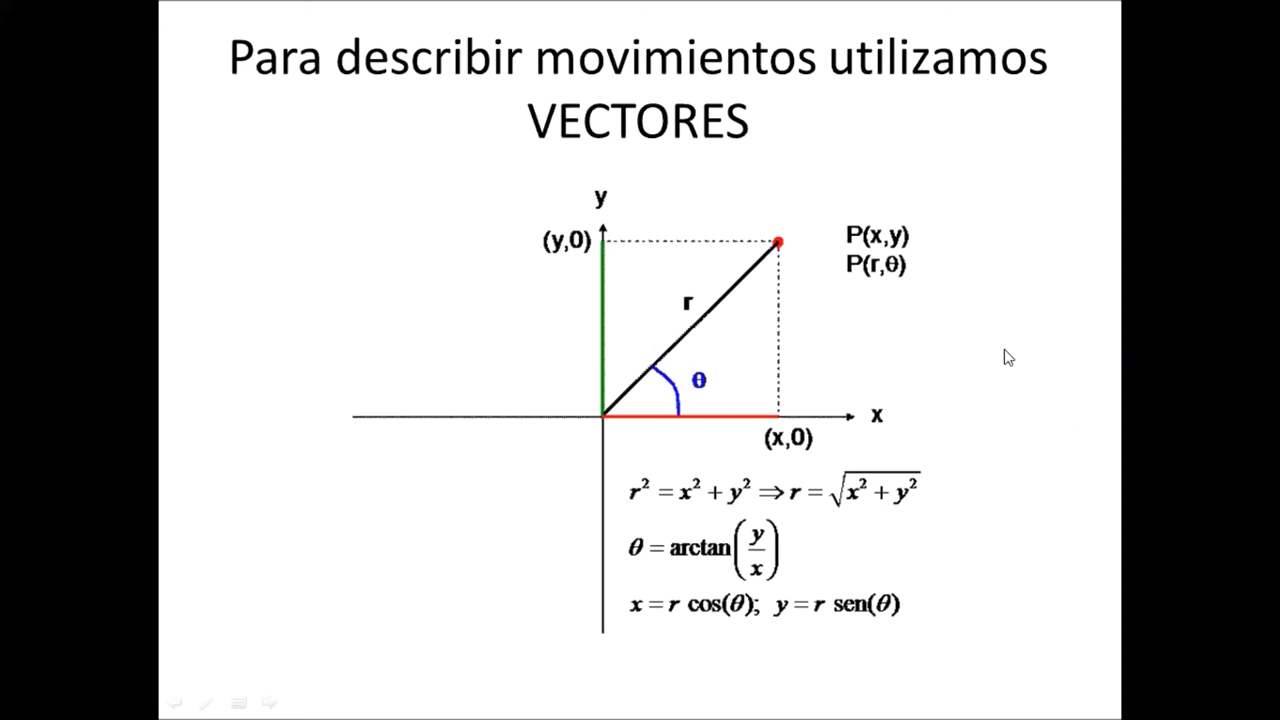 Para describir movimientos utilizamos
VECTORES
y
(y,0)
P(x,y)
P(r,θ)
r
θ
x
(x,0)
r² = x² + y² ⇒ r = √(x² + y²)
θ = arctan(y/x)
x = r cos(θ); y = r sen(θ)